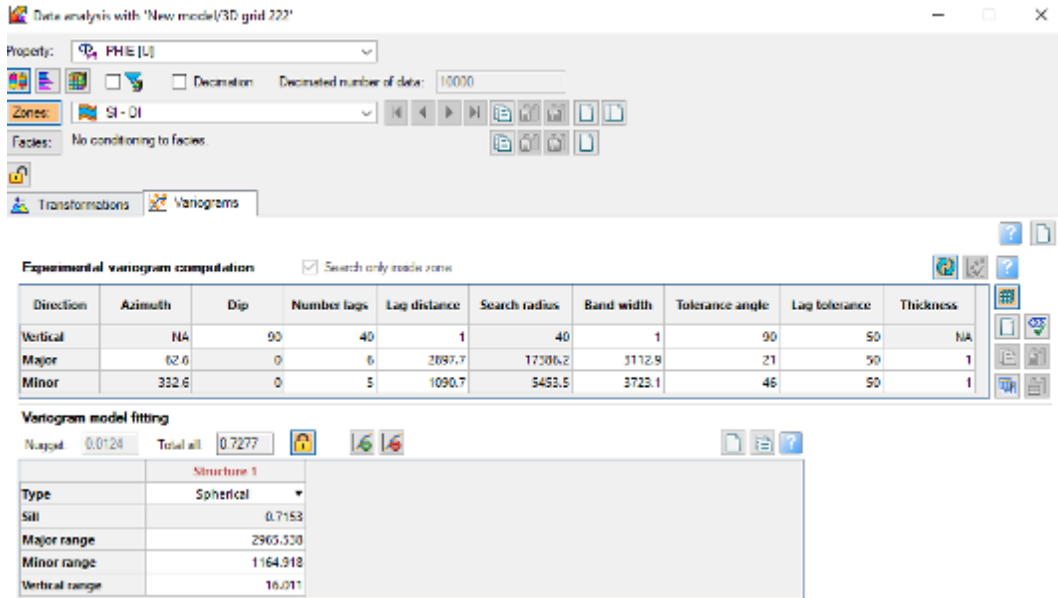 Data analysis with 'New model/3D grid 222'
Property: PHIE [U]
Decimation Decimated number of data: 10000
Zones: SI - DI
Facies: No conditioning to facies.
Transformations Variograms
Experimental variogram computation Search only inside zone
Direction Azimuth Dip Number lags Lag distance Search radius Band width Tolerance angle Lag tolerance Thickness
Vertical NA 90 40 1 40 1 90 50 NA
Major 62.6 0 6 2897.7 17386.2 3112.9 21 50 1
Minor 332.6 0 5 1090.7 5453.5 3723.1 46 50 1
Variogram model fitting
Nugget 0.0124 Total sill 0.7277
Structure 1
Type Spherical
Sill 0.7153
Major range 2965.538
Minor range 1164.918
Vertical range 16.011